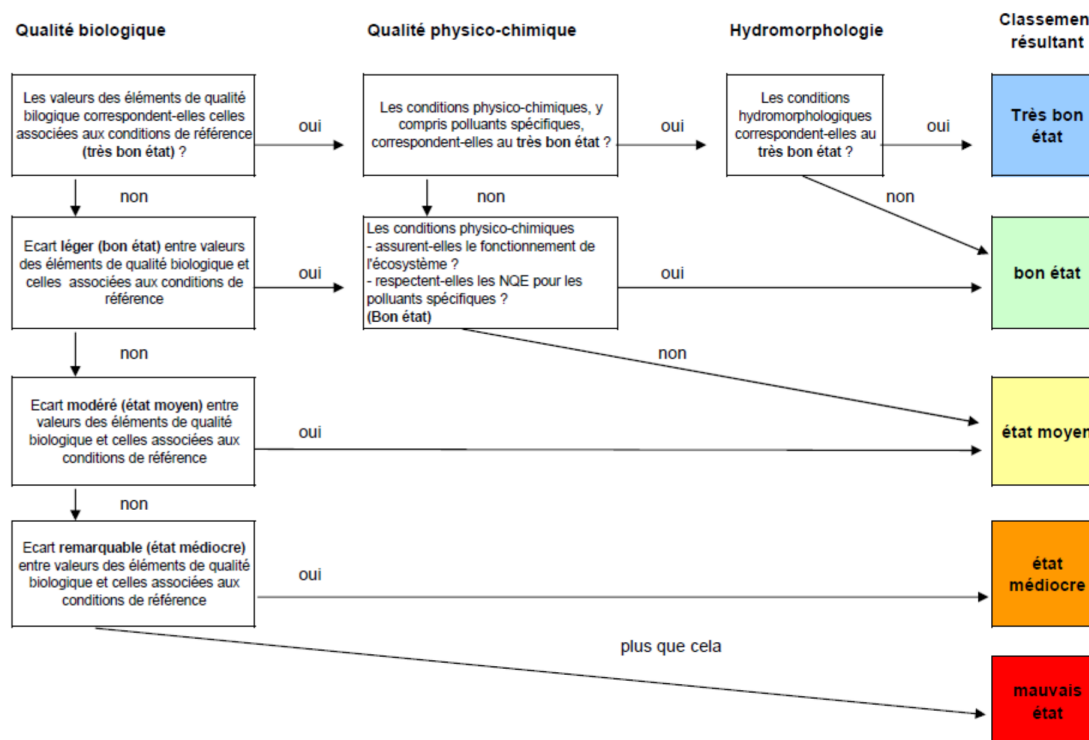 Qualité biologique
Qualité physico-chimique
Hydromorphologie
Classemen
résultant
Les valeurs des éléments de qualité
bilogique correspondent-elles celles
associées aux conditions de référence
(très bon état) ?
oui
Les conditions physico-chimiques, y
compris polluants spécifiques,
correspondent-elles au très bon état ?
oui
Les conditions
hydromorphologiques
correspondent-elles au
très bon état ?
oui
Très bon
état
non
non
non
Ecart léger (bon état) entre valeurs
des éléments de qualité biologique et
celles associées aux conditions de
référence
oui
Les conditions physico-chimiques
- assurent-elles le fonctionnement de
l'écosystème ?
- respectent-elles les NQE pour les
polluants spécifiques ?
(Bon état)
oui
bon état
non
non
Ecart modéré (état moyen) entre
valeurs des éléments de qualité
biologique et celles associées aux
conditions de référence
oui
état moyen
non
Ecart remarquable (état médiocre)
entre valeurs des éléments de qualité
biologique et celles associées aux
conditions de référence
oui
état
médiocre
plus que cela
mauvais
état